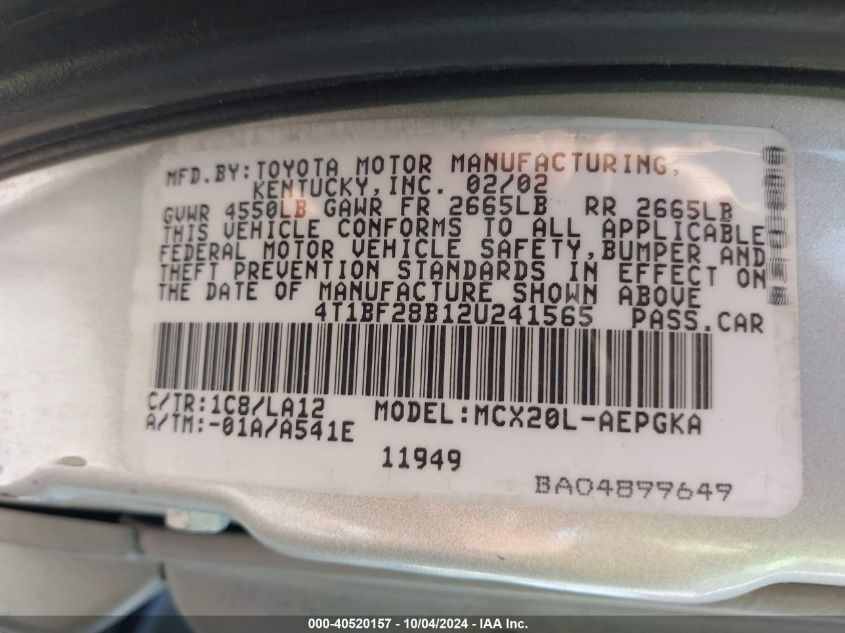 MFD.BY:TOYOTA MOTOR MANUFACTURING,
KENTUCKY,INC. 02/02
GVWR 4550LB GAWR FR 2665LB RR 2665LB
THIS VEHICLE CONFORMS TO ALL APPLICABLE
FEDERAL MOTOR VEHICLE SAFETY,BUMPER AND
THEFT PREVENTION STANDARDS IN EFFECT ON
THE DATE OF MANUFACTURE SHOWN ABOVE
4T1BF28B12U241565 PASS.CAR
C/TR:1C8/LA12 MODEL:MCX20L-AEPGKA
A/TM:-01A/A541E
11949
BA04899649
000-40520157 - 10/04/2024 - IAA Inc.